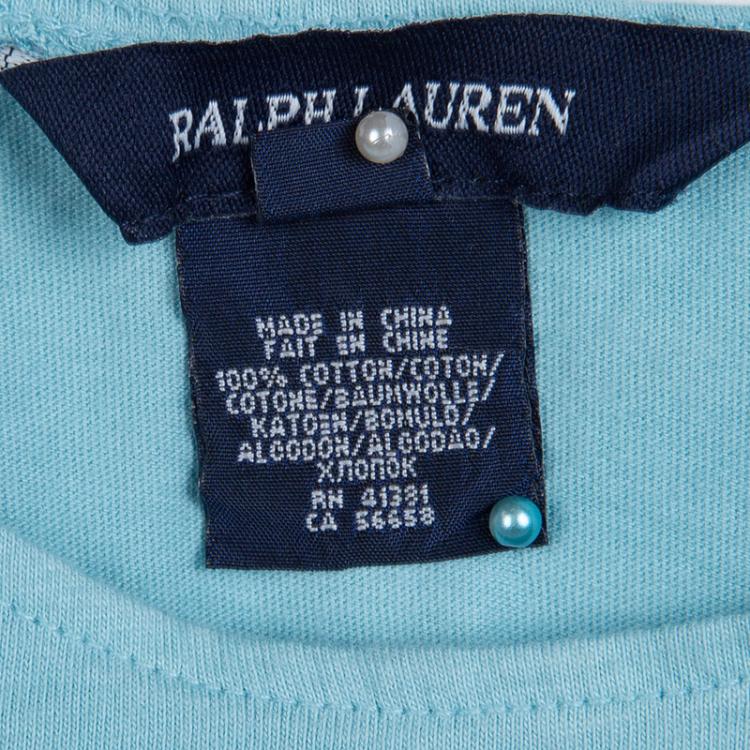 RALPH LAUREN
MADE IN CHINA
FAIT EN CHINE
100% COTTON/COTON/
COTONE/BAUMWOLLE/
KATOEN/BOMULD/
ALGODON/ALGODAO/
ХЛОПОК
RN 41381
CA 56658